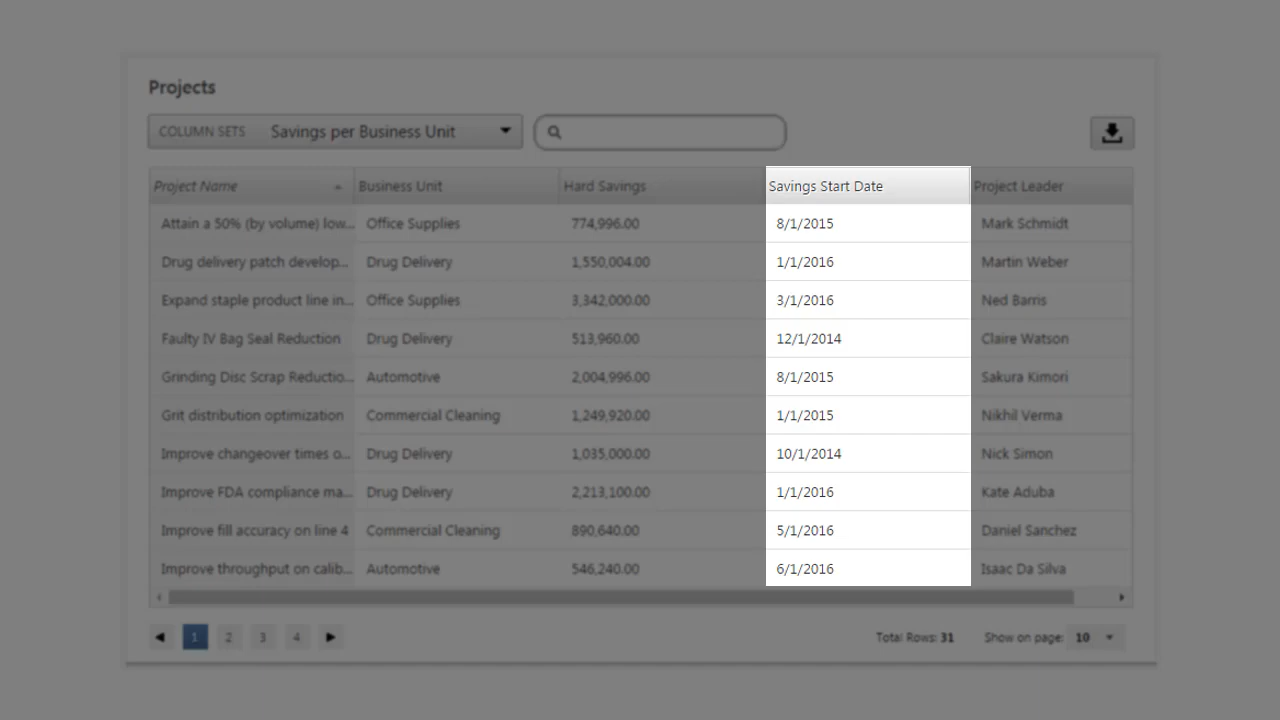 Projects
COLUMN SETS Savings per Business Unit
Project Name Business Unit Hard Savings Savings Start Date Project Leader
Attain a 50% (by volume) low... Office Supplies 774,996.00 8/1/2015 Mark Schmidt
Drug delivery patch develop... Drug Delivery 1,550,004.00 1/1/2016 Martin Weber
Expand staple product line in... Office Supplies 3,342,000.00 3/1/2016 Ned Barris
Faulty IV Bag Seal Reduction Drug Delivery 513,960.00 12/1/2014 Claire Watson
Grinding Disc Scrap Reductio... Automotive 2,004,996.00 8/1/2015 Sakura Kimori
Grit distribution optimization Commercial Cleaning 1,249,920.00 1/1/2015 Nikhil Verma
Improve changeover times o... Drug Delivery 1,035,000.00 10/1/2014 Nick Simon
Improve FDA compliance ma... Drug Delivery 2,213,100.00 1/1/2016 Kate Aduba
Improve fill accuracy on line 4 Commercial Cleaning 890,640.00 5/1/2016 Daniel Sanchez
Improve throughput on calib... Automotive 546,240.00 6/1/2016 Isaac Da Silva
1 2 3 4 Total Rows: 31 Show on page: 10